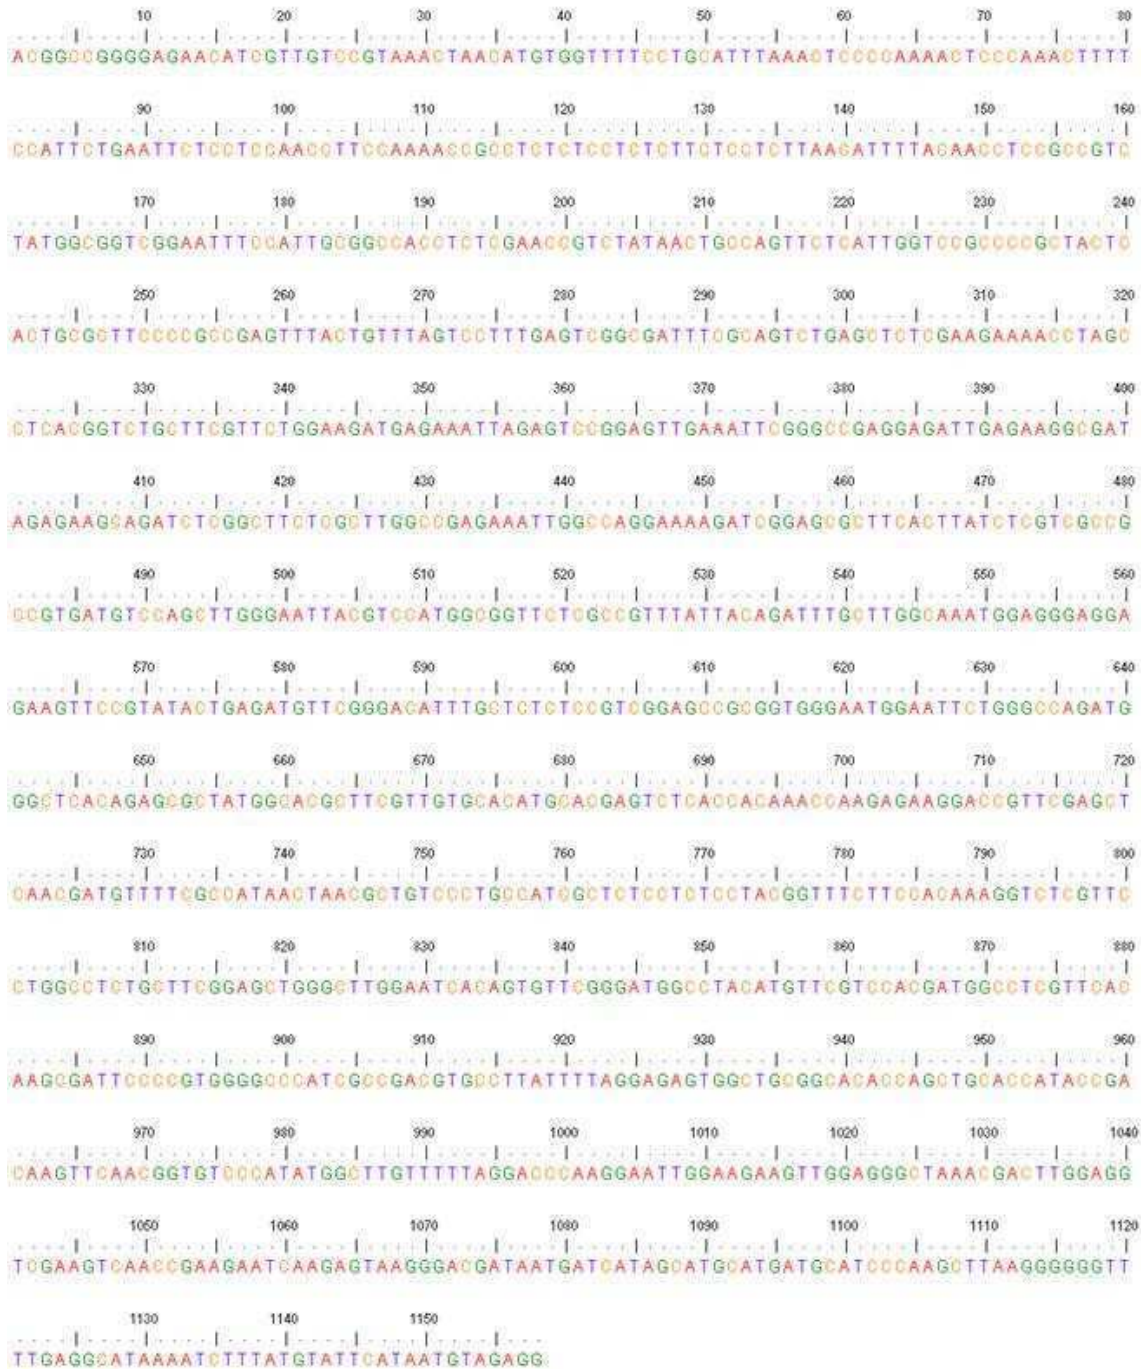 10 20 30 40 50 60 70 80
ACGGCCGGGGAGAACATCGTTGTCCGTAAACTAACATGTGGTTTTCCTGCATTTAAACTCCCCAAAACTCCCAAACTTTT
90 100 110 120 130 140 150 160
CCATTCTGAATTCTCCTCCAACCTTCCAAAACCGCCTCTCTCCTCTCTTCTCCTCTTAAGATTTTACAACCTCCGCCGTC
170 180 190 200 210 220 230 240
TATGGCGGTCGGAATTTCCATTGCGGCCACCTCTCGAACCGTCTATAACTGCCAGTTCTCATTGGTCCGCCCCGCTACTC
250 260 270 280 290 300 310 320
ACTGCGCTTCCCCGCCGAGTTTACTGTTTAGTCCTTTGAGTCGGCGATTTCGCAGTCTGAGCTCTCGAAGAAAACCTAGC
330 340 350 360 370 380 390 400
CTCACGGTCTGCTTCGTTCTGGAAGATGAGAAATTAGAGTCCGGAGTTGAAATTCGGGCCGAGGAGATTGAGAAGGCGAT
410 420 430 440 450 460 470 480
AGAGAAGCAGATCTCGGCTTCTCGCTTGGCCGAGAAATTGGCCAGGAAAAGATCGGAGCGCTTCACTTATCTCGTCGCCG
490 500 510 520 530 540 550 560
CCGTGATGTCCAGCTTGGGAATTACGTCCATGGCGGTTCTCGCCGTTTATTACAGATTTGCTTGGCAAATGGAGGGAGGA
570 580 590 600 610 620 630 640
GAAGTTCCGTATACTGAGATGTTCGGGACATTTGCTCTCTCCGTCGGAGCCGCGGTGGGAATGGAATTCTGGGCCAGATG
650 660 670 680 690 700 710 720
GGCTCACAGAGCGCTATGGCACGCTTCGTTGTGCACATGCACGAGTCTCACCACAAACCAAGAGAAGGACCGTTCGAGCT
730 740 750 760 770 780 790 800
CAACGATGTTTTCGCCATAACTAACGCTGTCCCTGCCATCGCTCTCCTCTCCTACGGTTTCTTCCACAAAGGTCTCGTTC
810 820 830 840 850 860 870 880
CTGGCCTCTGCTTCGGAGCTGGGCTTGGAATCACAGTGTTCGGGATGGCCTACATGTTCGTCCACGATGGCCTCGTTCAC
890 900 910 920 930 940 950 960
AAGCGATTCCCCGTGGGGCCCATCGCCGACGTGCCTTATTTTAGGAGAGTGGCTGCGGCACACCAGCTGCACCATACCGA
970 980 990 1000 1010 1020 1030 1040
CAAGTTCAACGGTGTCCCATATGGCTTGTTTTTAGGACCCAAGGAATTGGAAGAAGTTGGAGGGCTAAACGACTTGGAGG
1050 1060 1070 1080 1090 1100 1110 1120
TCGAAGTCAACCGAAGAATCAAGAGTAAGGGACGATAATGATCATAGCATGCATGATGCATCCCAAGCTTAAGGGGGGTT
1130 1140 1150
TTGAGGCATAAAATCTTTATGTATTCATAATGTAGAGG